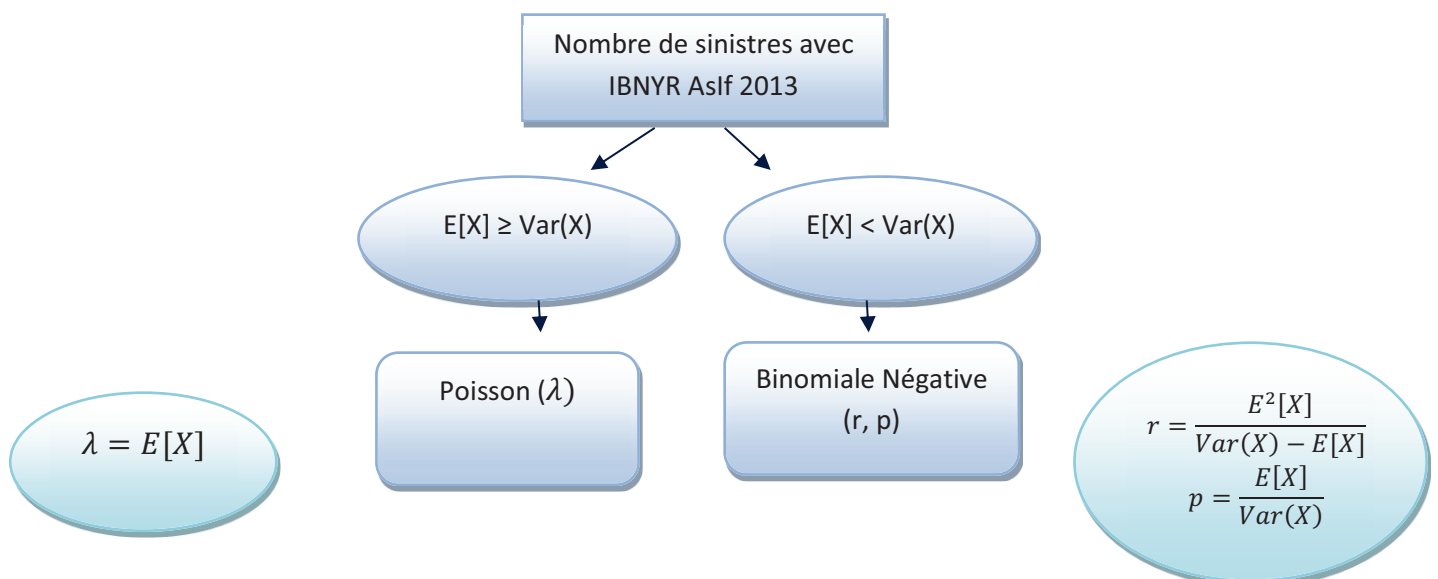 Nombre de sinistres avec
IBNYR AsIf 2013
E[X] ≥ Var(X)
E[X] < Var(X)
Poisson (λ)
Binomiale Négative
(r, p)
λ = E[X]
r = E²[X] / (Var(X) − E[X])
p = E[X] / Var(X)